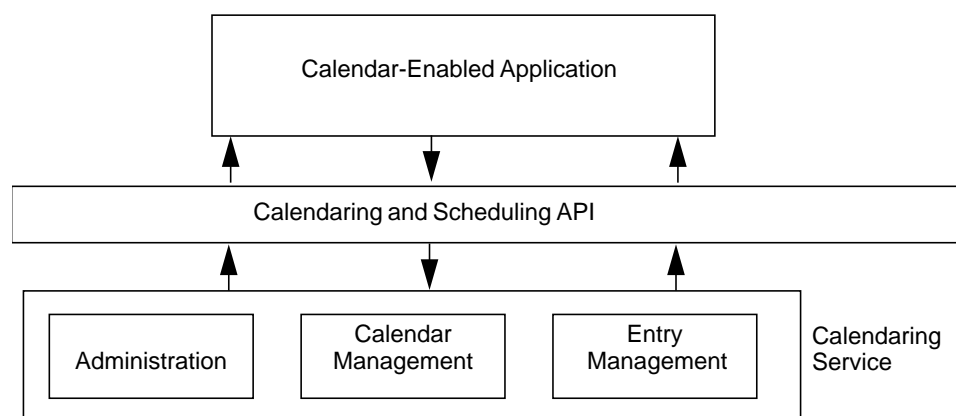 Calendar-Enabled Application
Calendaring and Scheduling API
Administration
Calendar
Management
Entry
Management
Calendaring
Service